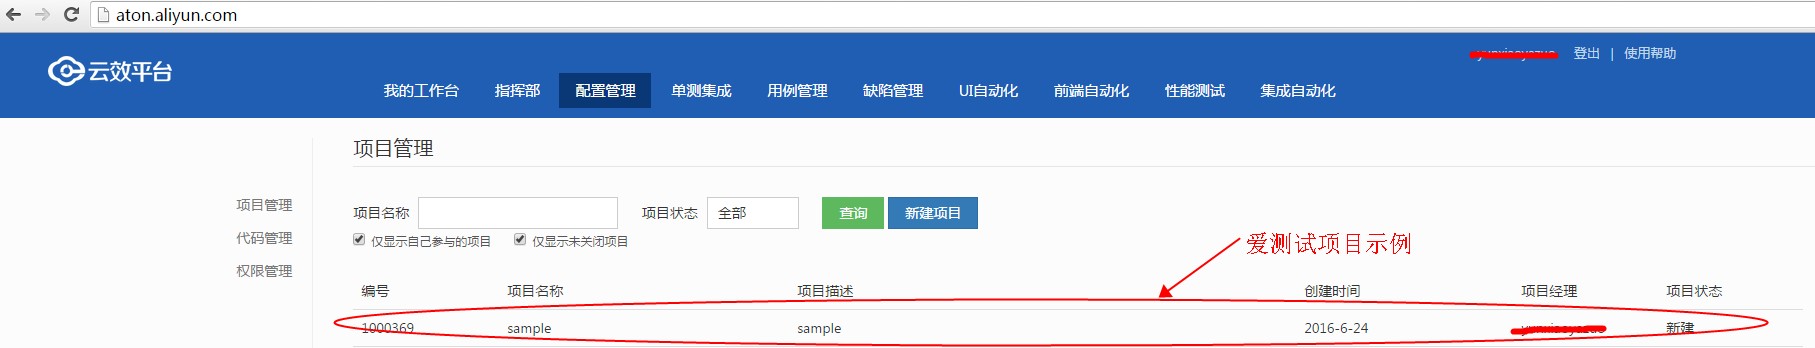 aton.aliyun.com
登出 | 使用帮助
云效平台
我的工作台 指挥部 配置管理 单测集成 用例管理 缺陷管理 UI自动化 前端自动化 性能测试 集成自动化
项目管理
项目管理
代码管理
权限管理
项目名称 项目状态 全部 查询 新建项目
仅显示自己参与的项目 仅显示未关闭项目
爱测试项目示例
编号 项目名称 项目描述 创建时间 项目经理 项目状态
1000369 sample sample 2016-6-24 新建